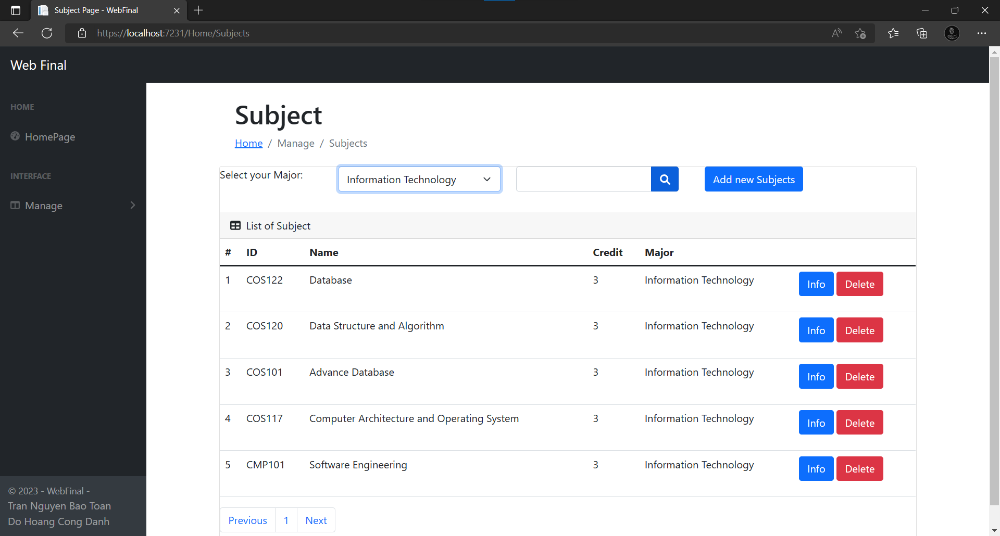 Subject Page - WebFinal
https://localhost:7231/Home/Subjects
Web Final
HOME
HomePage
INTERFACE
Manage
© 2023 - WebFinal -
Tran Nguyen Bao Toan
Do Hoang Cong Danh
Subject
Home / Manage / Subjects
Select your Major: Information Technology Add new Subjects
List of Subject
# ID Name Credit Major
1 COS122 Database 3 Information Technology Info Delete
2 COS120 Data Structure and Algorithm 3 Information Technology Info Delete
3 COS101 Advance Database 3 Information Technology Info Delete
4 COS117 Computer Architecture and Operating System 3 Information Technology Info Delete
5 CMP101 Software Engineering 3 Information Technology Info Delete
Previous 1 Next